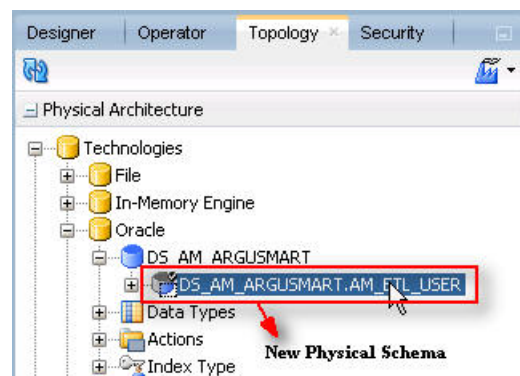 Designer Operator Topology Security
Physical Architecture
Technologies
File
In-Memory Engine
Oracle
DS_AM_ARGUSMART
DS_AM_ARGUSMART.AM_ETL_USER
Data Types
Actions
New Physical Schema
Index Type